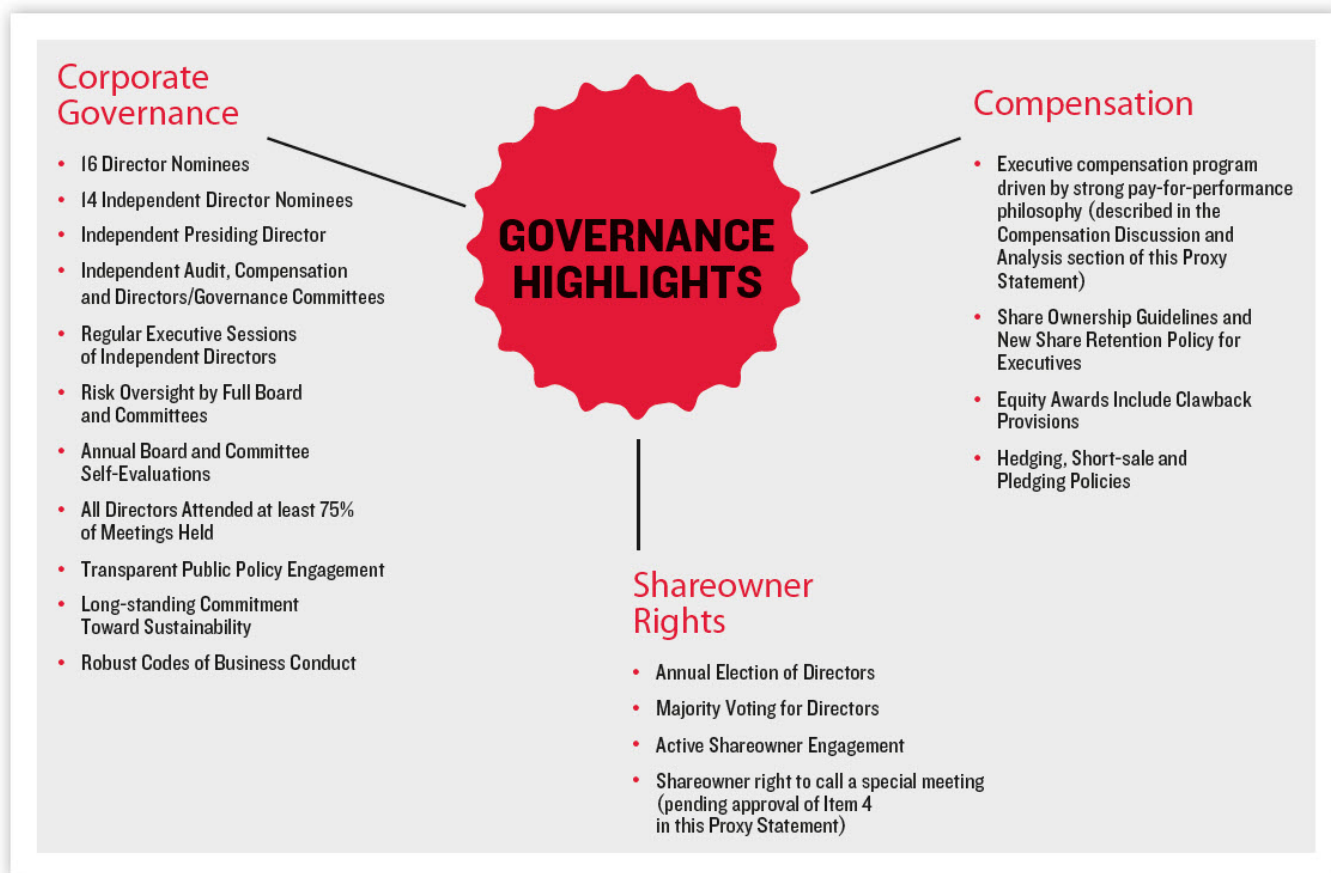 Corporate
Governance
• 16 Director Nominees
• 14 Independent Director Nominees
• Independent Presiding Director
• Independent Audit, Compensation
and Directors/Governance Committees
• Regular Executive Sessions
of Independent Directors
• Risk Oversight by Full Board
and Committees
• Annual Board and Committee
Self-Evaluations
• All Directors Attended at least 75%
of Meetings Held
• Transparent Public Policy Engagement
• Long-standing Commitment
Toward Sustainability
• Robust Codes of Business Conduct
GOVERNANCE
HIGHLIGHTS
Compensation
• Executive compensation program
driven by strong pay-for-performance
philosophy (described in the
Compensation Discussion and
Analysis section of this Proxy
Statement)
• Share Ownership Guidelines and
New Share Retention Policy for
Executives
• Equity Awards Include Clawback
Provisions
• Hedging, Short-sale and
Pledging Policies
Shareowner
Rights
• Annual Election of Directors
• Majority Voting for Directors
• Active Shareowner Engagement
• Shareowner right to call a special meeting
(pending approval of Item 4
in this Proxy Statement)